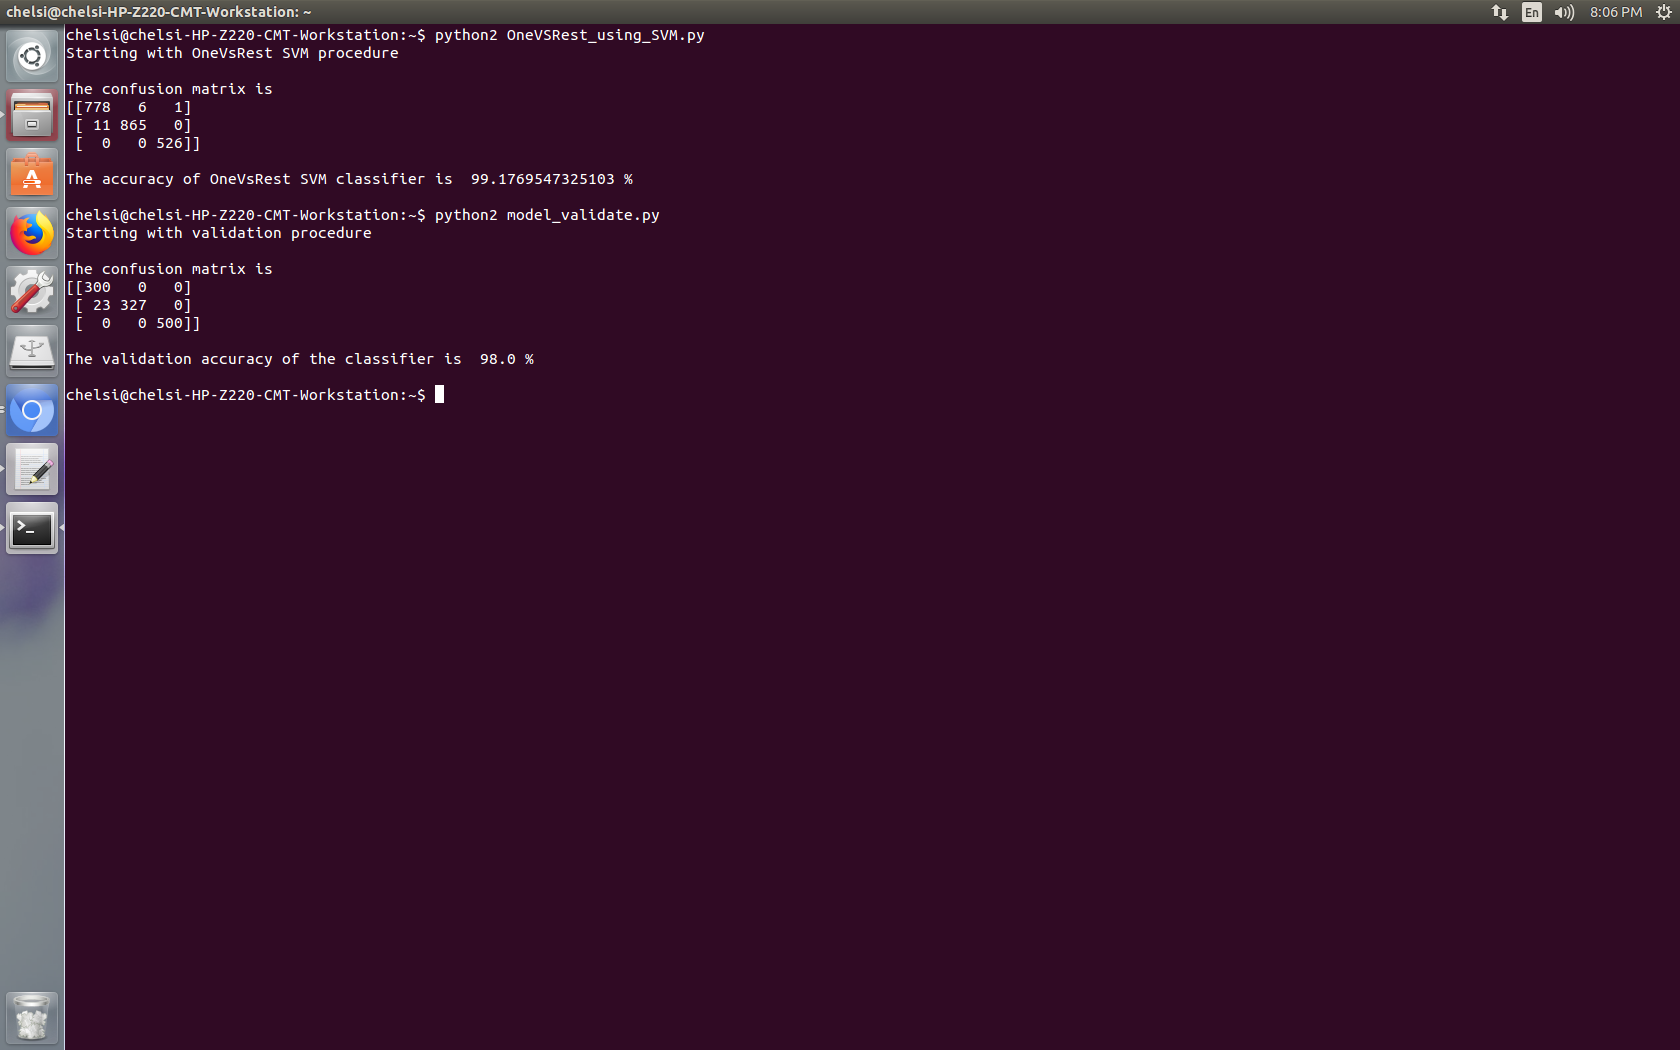 chelsi@chelsi-HP-Z220-CMT-Workstation: ~
En
8:06 PM
chelsi@chelsi-HP-Z220-CMT-Workstation:~$ python2 OneVSRest_using_SVM.py
Starting with OneVsRest SVM procedure
The confusion matrix is
[[778   6   1]
 [ 11 865   0]
 [  0   0 526]]
The accuracy of OneVsRest SVM classifier is  99.1769547325103 %
chelsi@chelsi-HP-Z220-CMT-Workstation:~$ python2 model_validate.py
Starting with validation procedure
The confusion matrix is
[[300   0   0]
 [ 23 327   0]
 [  0   0 500]]
The validation accuracy of the classifier is  98.0 %
chelsi@chelsi-HP-Z220-CMT-Workstation:~$